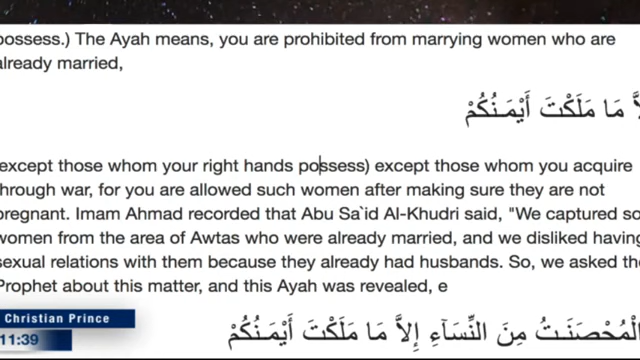 possess.) The Ayah means, you are prohibited from marrying women who are
already married,
إِلاَّ مَا مَلَكْتَ أَيْمَـنُكُمْ
(except those whom your right hands possess) except those whom you acquire
through war, for you are allowed such women after making sure they are not
pregnant. Imam Ahmad recorded that Abu Sa`id Al-Khudri said, "We captured so
women from the area of Awtas who were already married, and we disliked having
sexual relations with them because they already had husbands. So, we asked the
Prophet about this matter, and this Ayah was revealed, e
الْمُحْصَنَـتُ مِنَ النِّسَآءِ إِلاَّ مَا مَلَكْتَ أَيْمَـنُكُمْ
Christian Prince
11:39